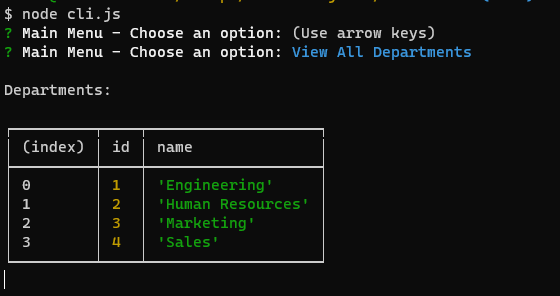 $ node cli.js
? Main Menu - Choose an option: (Use arrow keys)
? Main Menu - Choose an option: View All Departments
Departments:
(index) id name
0 1 'Engineering'
1 2 'Human Resources'
2 3 'Marketing'
3 4 'Sales'